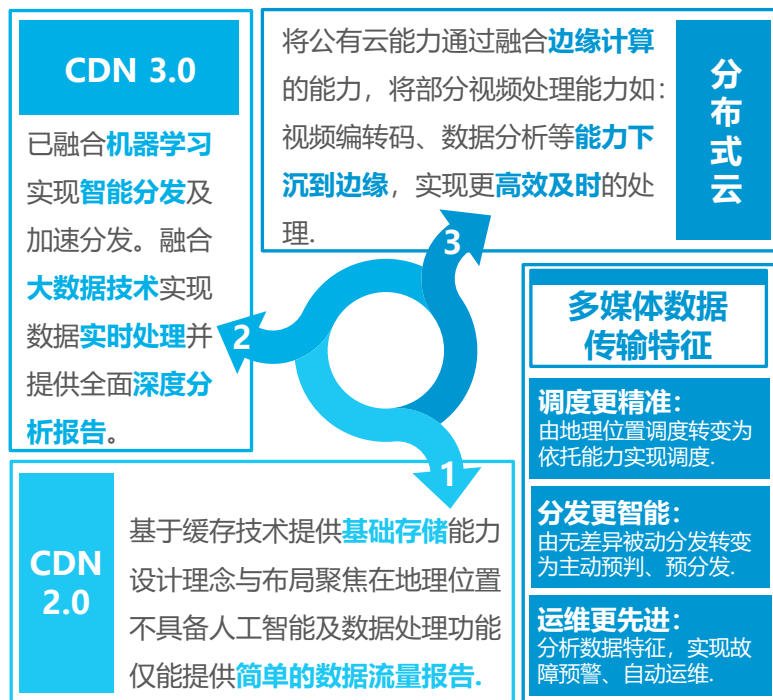 CDN 3.0
已融合机器学习
实现智能分发及
加速分发。融合
大数据技术实现
数据实时处理并
提供全面深度分
析报告。
将公有云能力通过融合边缘计算
的能力，将部分视频处理能力如：
视频编转码、数据分析等能力下
沉到边缘，实现更高效及时的处
理.
分布式云
3
2
1
CDN
2.0
基于缓存技术提供基础存储能力
设计理念与布局聚焦在地理位置
不具备人工智能及数据处理功能
仅能提供简单的数据流量报告.
多媒体数据
传输特征
调度更精准：
由地理位置调度转变为
依托能力实现调度.
分发更智能：
由无差异被动分发转变
为主动预判、预分发.
运维更先进：
分析数据特征，实现故
障预警、自动运维.